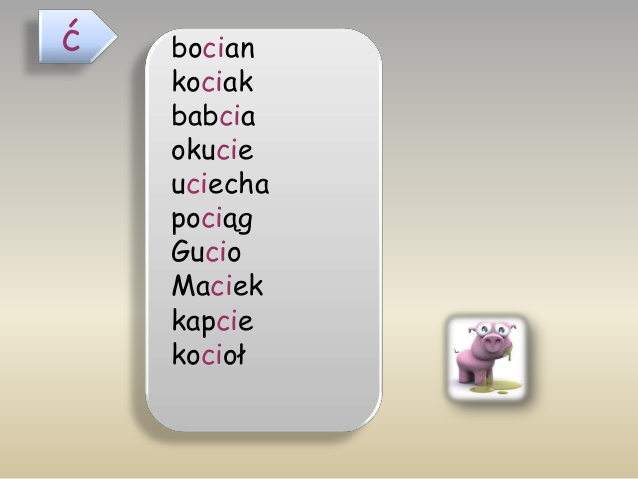 ć
bocian
kociak
babcia
okucie
uciecha
pociąg
Gucio
Maciek
kapcie
kocioł